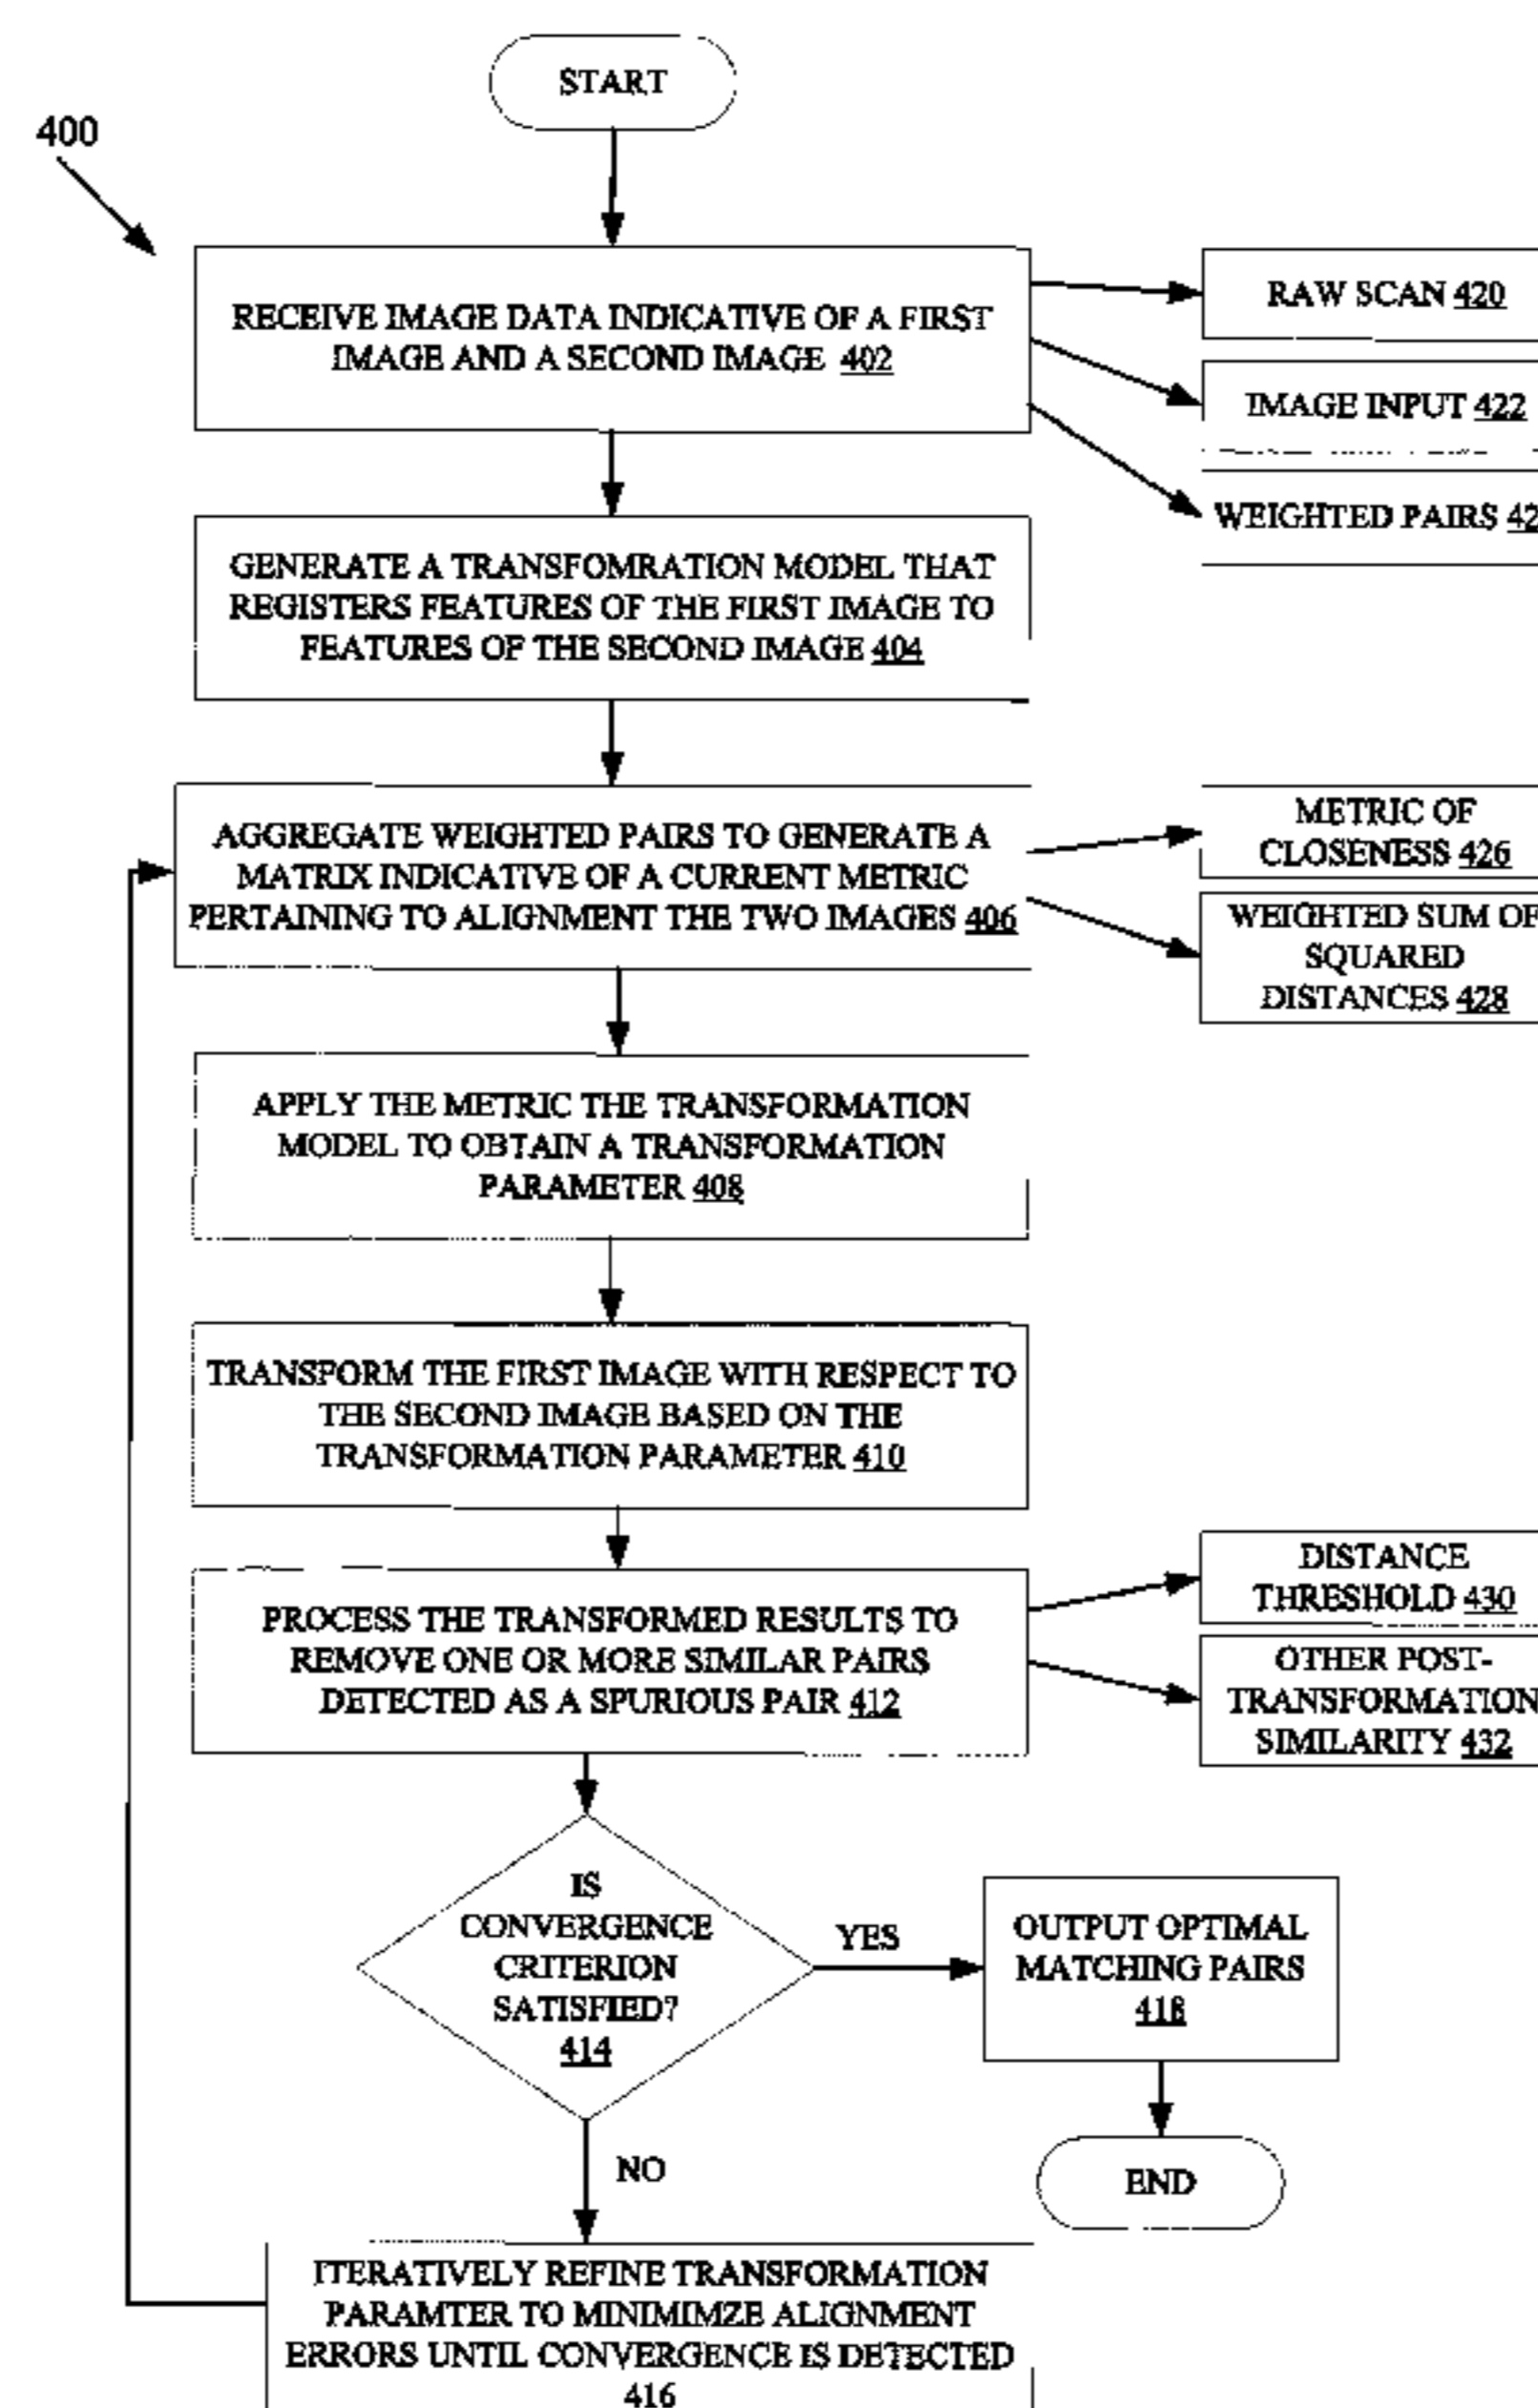 START
400
RECEIVE IMAGE DATA INDICATIVE OF A FIRST
IMAGE AND A SECOND IMAGE 402
RAW SCAN 420
IMAGE INPUT 422
WEIGHTED PAIRS
GENERATE A TRANSFOMRATION MODEL THAT
REGISTERS FEATURES OF THE FIRST IMAGE TO
FEATURES OF THE SECOND IMAGE 404
AGGREGATE WEIGHTED PAIRS TO GENERATE A
MATRIX INDICATIVE OF A CURRENT METRIC
PERTAINING TO ALIGNMENT THE TWO IMAGES 406
METRIC OF
CLOSENESS 426
WEIGHTED SUM OF
SQUARED
DISTANCES 428
APPLY THE METRIC THE TRANSFORMATION
MODEL TO OBTAIN A TRANSFORMATION
PARAMETER 408
TRANSFORM THE FIRST IMAGE WITH RESPECT TO
THE SECOND IMAGE BASED ON THE
TRANSFORMATION PARAMETER 410
PROCESS THE TRANSFORMED RESULTS TO
REMOVE ONE OR MORE SIMILAR PAIRS
DETECTED AS A SPURIOUS PAIR 412
DISTANCE
THRESHOLD 430
OTHER POST-
TRANSFORMATION
SIMILARITY 432
IS
CONVERGENCE
CRITERION
SATISFIED?
414
YES
OUTPUT OPTIMAL
MATCHING PAIRS
418
END
NO
ITERATIVELY REFINE TRANSFORMATION
PARAMTER TO MINIMIMZE ALIGNMENT
ERRORS UNTIL CONVERGENCE IS DETECTED
416